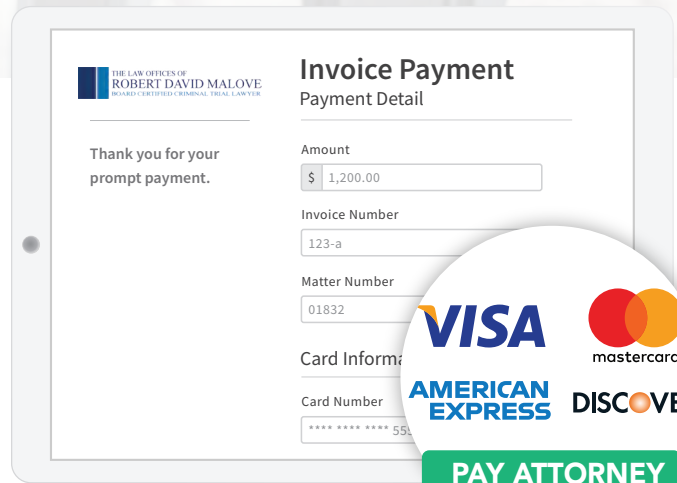 THE LAW OFFICES OF
ROBERT DAVID MALOVE
BOARD CERTIFIED CRIMINAL TRIAL LAWYER
Thank you for your
prompt payment.
Invoice Payment
Payment Detail
Amount
$ 1,200.00
Invoice Number
123-a
Matter Number
01832
Card Informa
Card Number
**** **** **** 555
VISA
mastercard
AMERICAN
EXPRESS
DISCOVE
PAY ATTORNEY